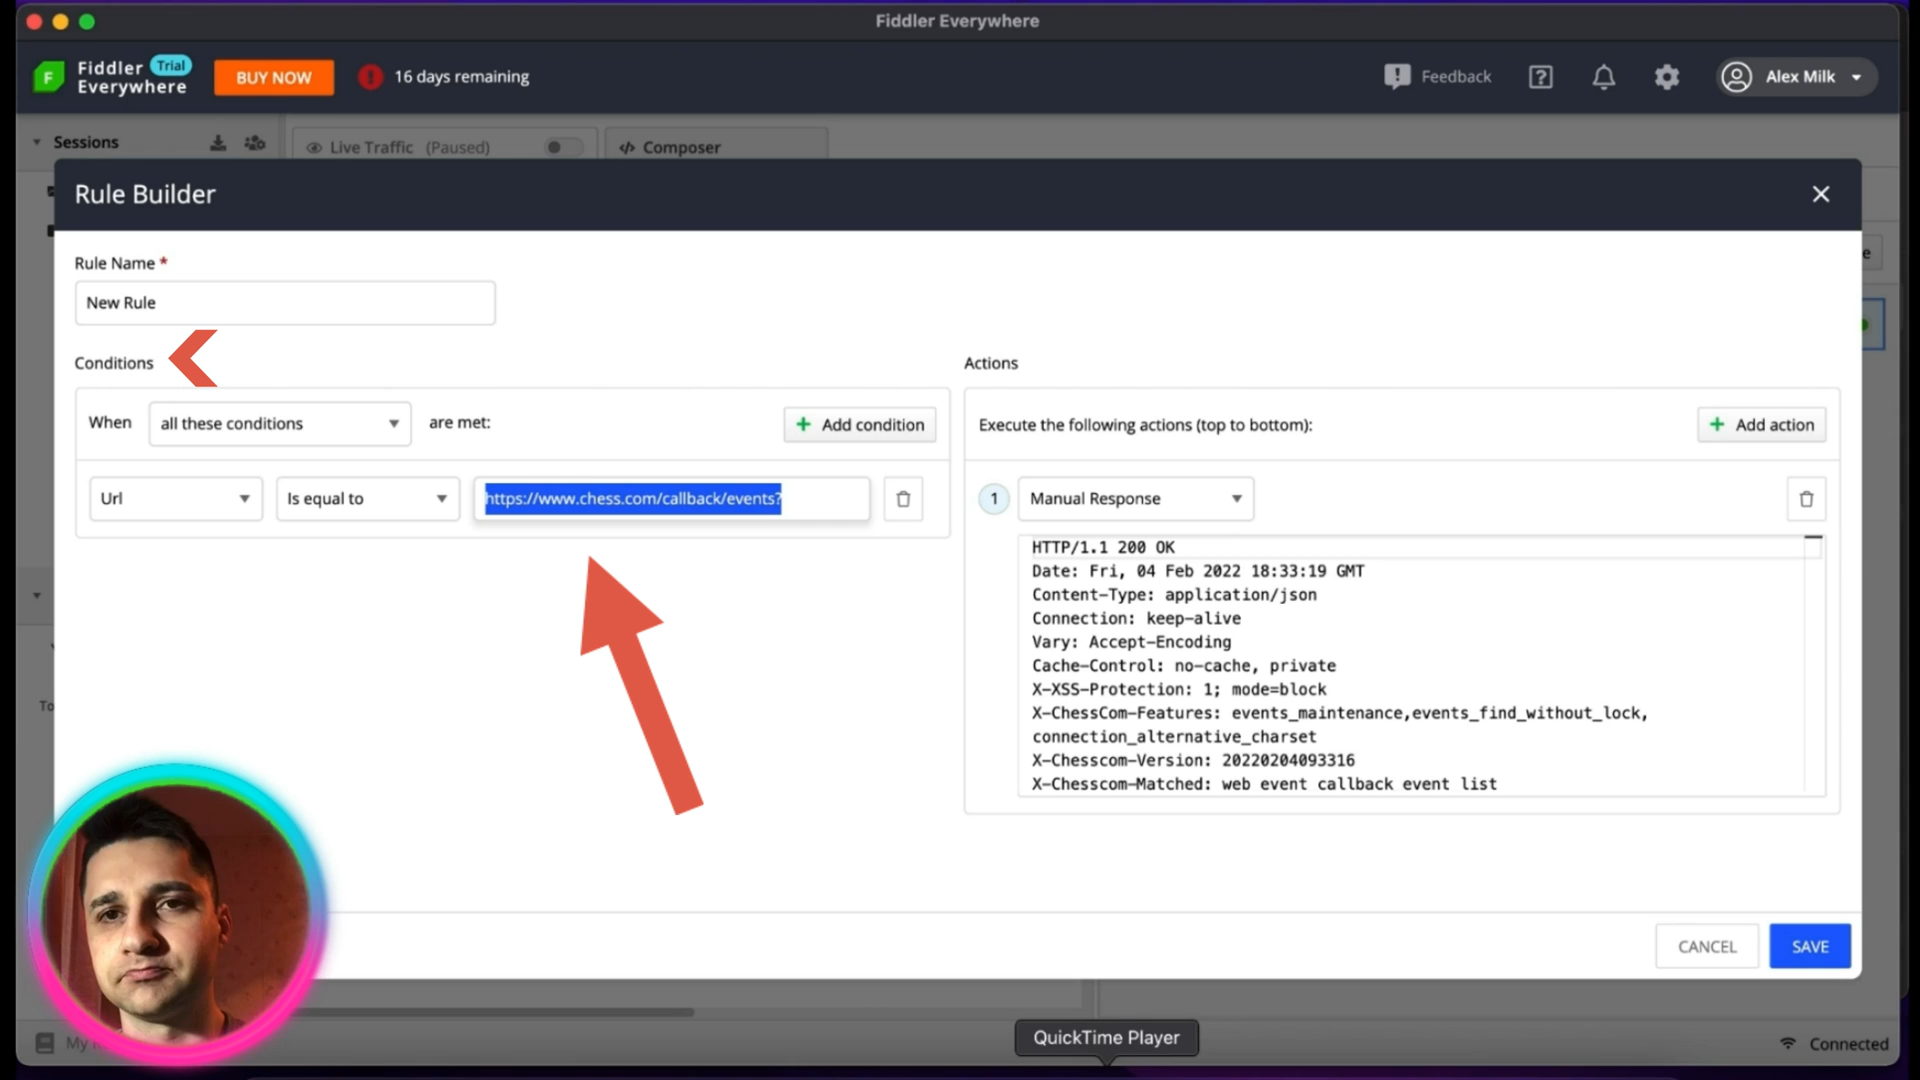 Fiddler Everywhere
F
Fiddler Trial
Everywhere
BUY NOW
! 16 days remaining
Feedback
?
Alex Milk
Sessions
Live Traffic (Paused)
</> Composer
Rule Builder
Rule Name *
New Rule
Conditions
When all these conditions are met:
+ Add condition
Url
Is equal to
https://www.chess.com/callback/events?
Actions
Execute the following actions (top to bottom):
+ Add action
1 Manual Response
HTTP/1.1 200 OK
Date: Fri, 04 Feb 2022 18:33:19 GMT
Content-Type: application/json
Connection: keep-alive
Vary: Accept-Encoding
Cache-Control: no-cache, private
X-XSS-Protection: 1; mode=block
X-ChessCom-Features: events_maintenance,events_find_without_lock,
connection_alternative_charset
X-Chesscom-Version: 20220204093316
X-Chesscom-Matched: web event callback event list
To
CANCEL
SAVE
My
QuickTime Player
Connected